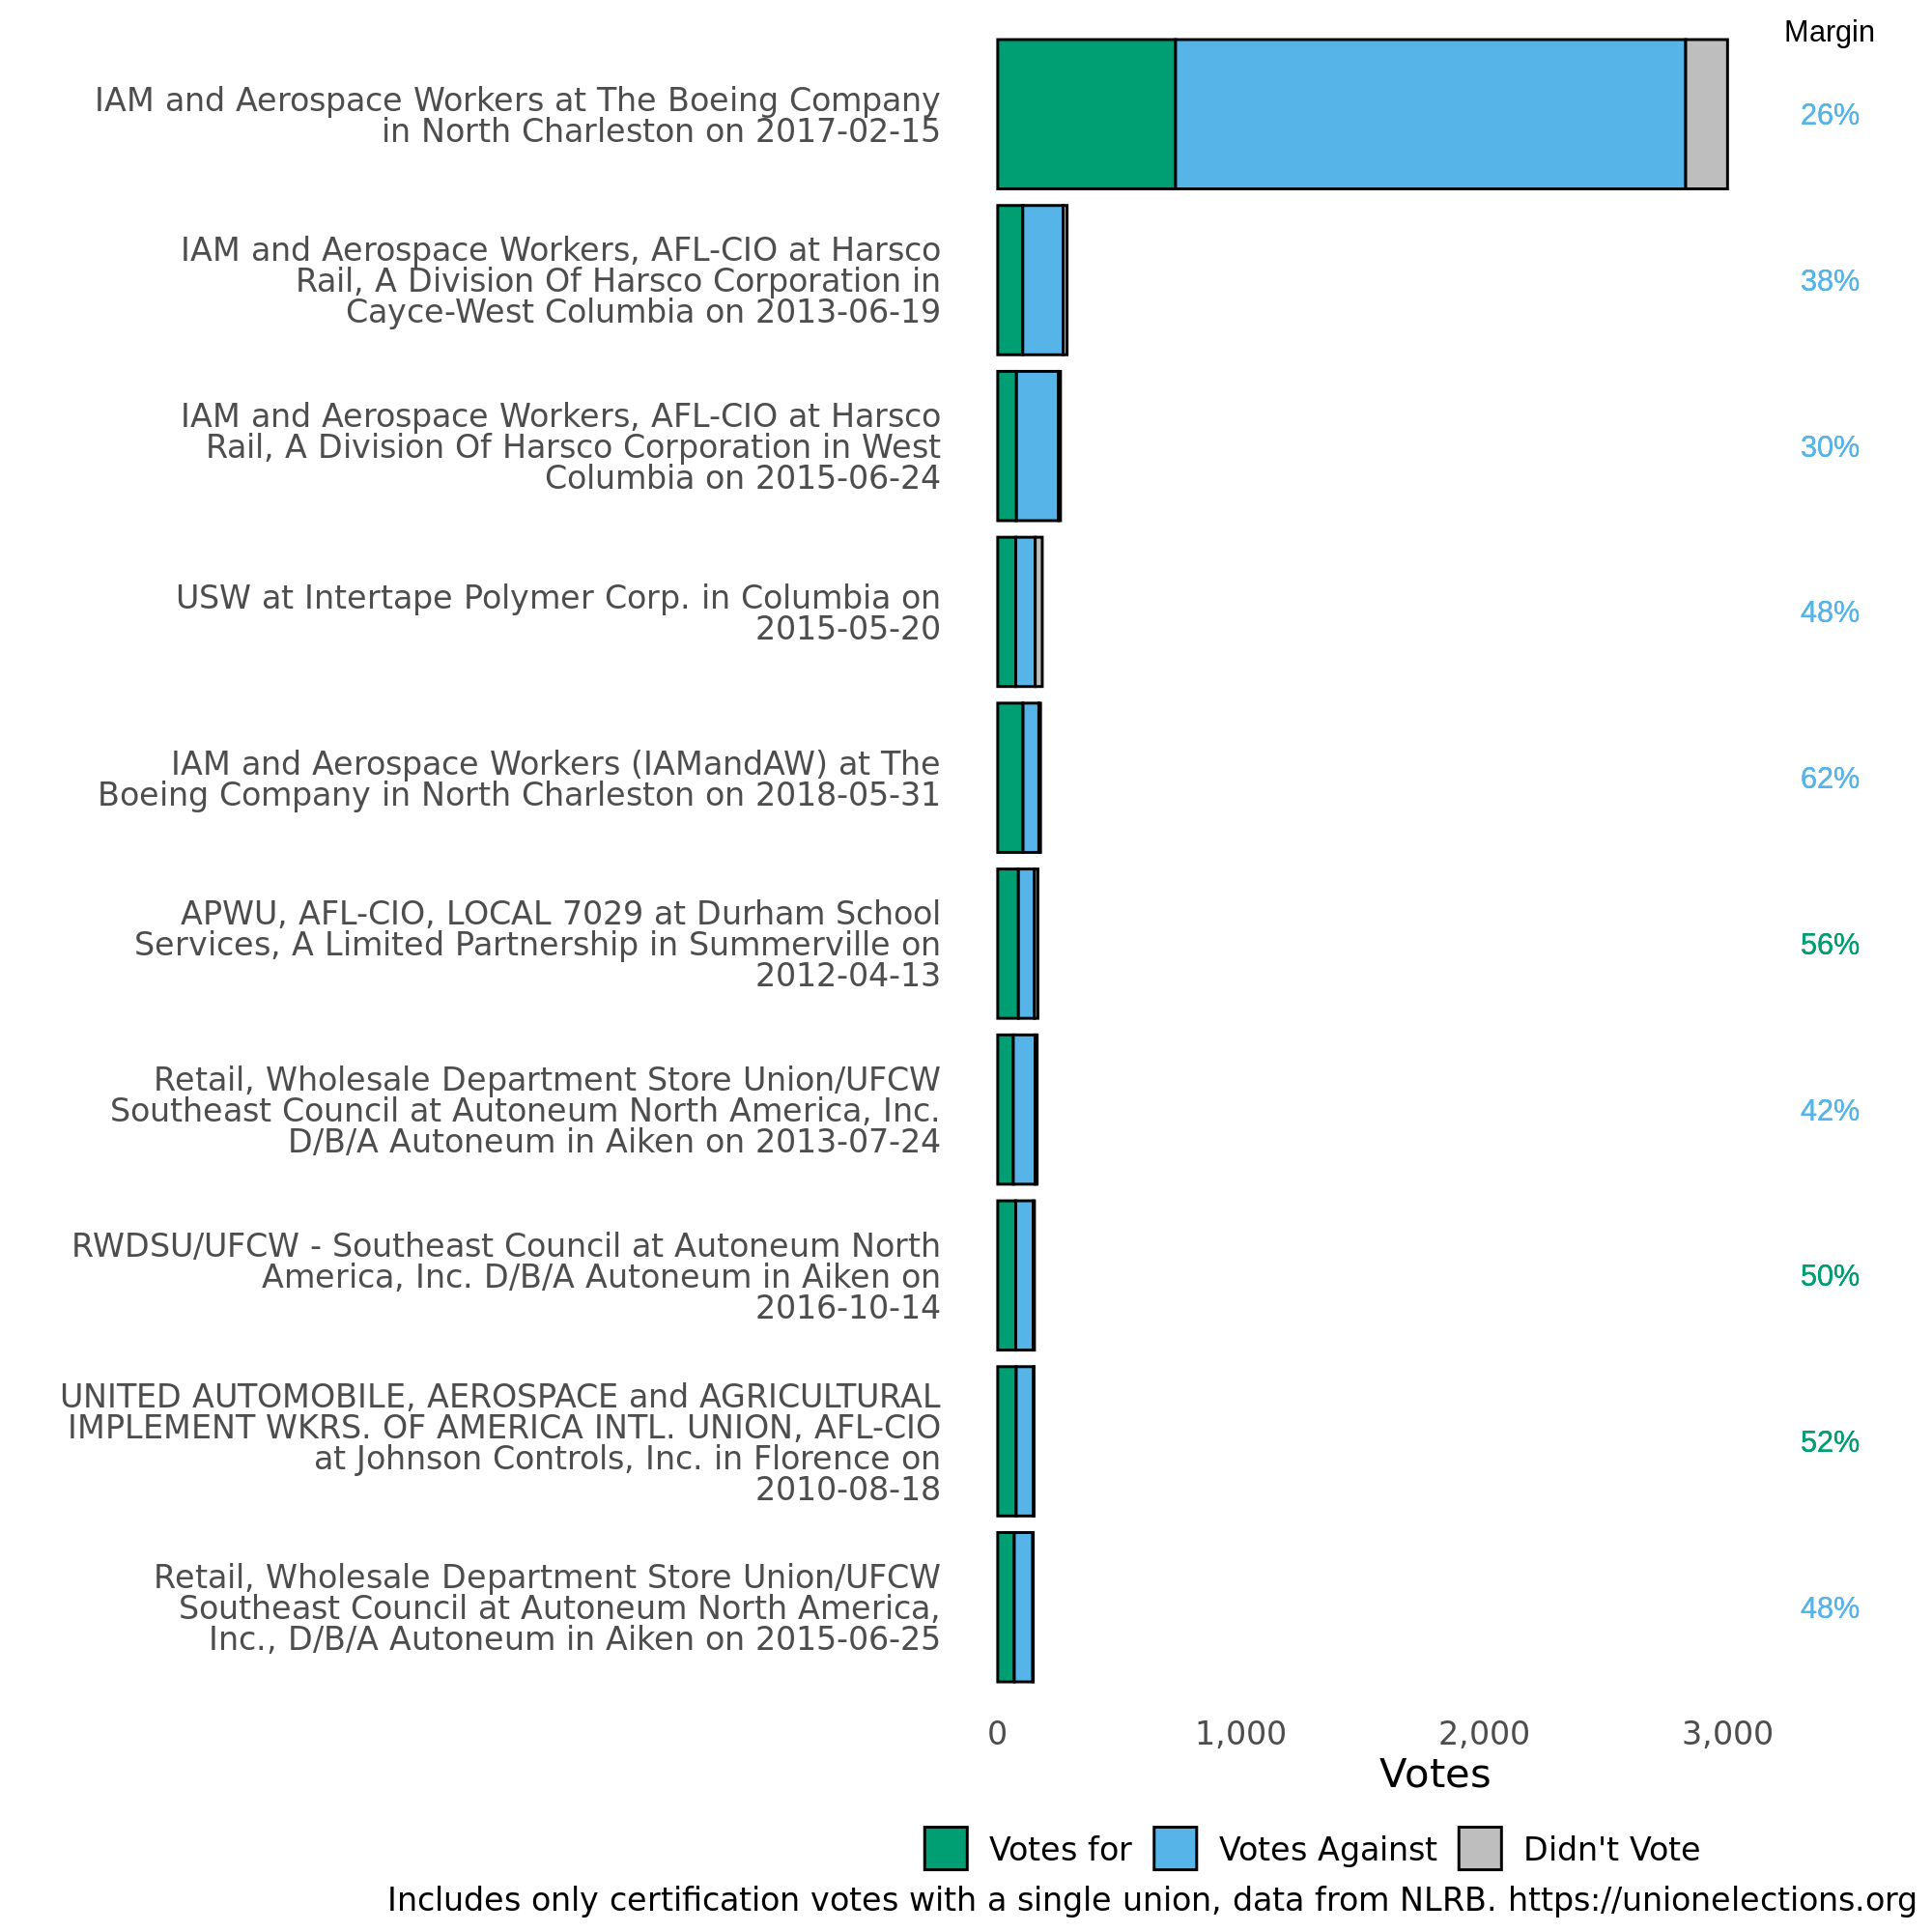 Margin
IAM and Aerospace Workers at The Boeing Company
in North Charleston on 2017-02-15
26%
IAM and Aerospace Workers, AFL-CIO at Harsco
Rail, A Division Of Harsco Corporation in
Cayce-West Columbia on 2013-06-19
38%
IAM and Aerospace Workers, AFL-CIO at Harsco
Rail, A Division Of Harsco Corporation in West
Columbia on 2015-06-24
30%
USW at Intertape Polymer Corp. in Columbia on
2015-05-20
48%
IAM and Aerospace Workers (IAMandAW) at The
Boeing Company in North Charleston on 2018-05-31
62%
APWU, AFL-CIO, LOCAL 7029 at Durham School
Services, A Limited Partnership in Summerville on
2012-04-13
56%
Retail, Wholesale Department Store Union/UFCW
Southeast Council at Autoneum North America, Inc.
D/B/A Autoneum in Aiken on 2013-07-24
42%
RWDSU/UFCW - Southeast Council at Autoneum North
America, Inc. D/B/A Autoneum in Aiken on
2016-10-14
50%
UNITED AUTOMOBILE, AEROSPACE and AGRICULTURAL
IMPLEMENT WKRS. OF AMERICA INTL. UNION, AFL-CIO
at Johnson Controls, Inc. in Florence on
2010-08-18
52%
Retail, Wholesale Department Store Union/UFCW
Southeast Council at Autoneum North America,
Inc., D/B/A Autoneum in Aiken on 2015-06-25
48%
0 1,000 2,000 3,000
Votes
Votes for Votes Against Didn't Vote
Includes only certification votes with a single union, data from NLRB. https://unionelections.org